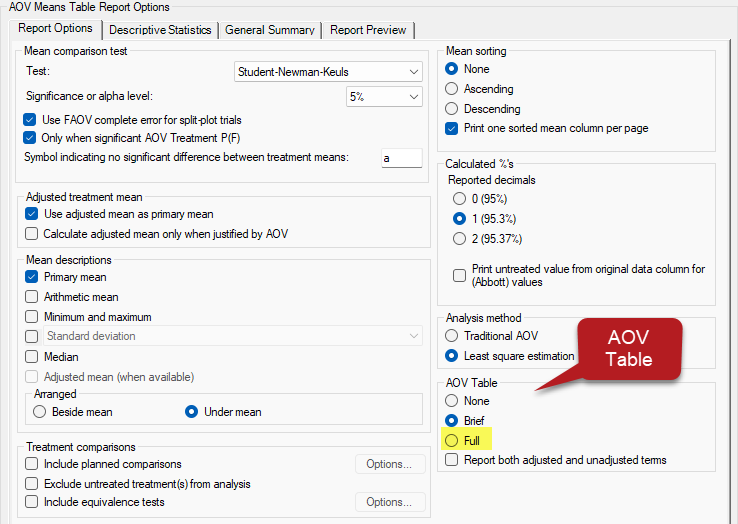 AOV Means Table Report Options
Report Options
Descriptive Statistics
General Summary
Report Preview
Mean comparison test
Test:
Student-Newman-Keuls
Significance or alpha level:
5%
Use FAOV complete error for split-plot trials
Only when significant AOV Treatment P(F)
Symbol indicating no significant difference between treatment means:
a
Adjusted treatment mean
Use adjusted mean as primary mean
Calculate adjusted mean only when justified by AOV
Mean descriptions
Primary mean
Arithmetic mean
Minimum and maximum
Standard deviation
Median
Adjusted mean (when available)
Arranged
Beside mean
Under mean
Treatment comparisons
Include planned comparisons
Options...
Exclude untreated treatment(s) from analysis
Include equivalence tests
Options...
Mean sorting
None
Ascending
Descending
Print one sorted mean column per page
Calculated %'s
Reported decimals
0 (95%)
1 (95.3%)
2 (95.37%)
Print untreated value from original data column for
(Abbott) values
Analysis method
Traditional AOV
Least square estimation
AOV
Table
AOV Table
None
Brief
Full
Report both adjusted and unadjusted terms